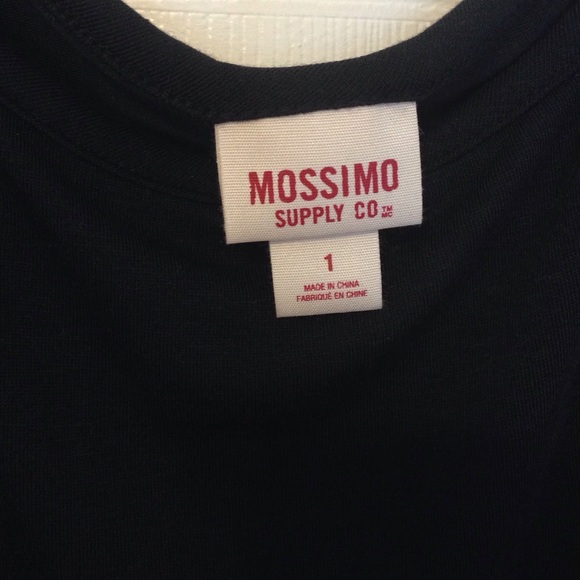 MOSSIMO
SUPPLY CO.™ MC
1
MADE IN CHINA
FABRIQUÉ EN CHINE